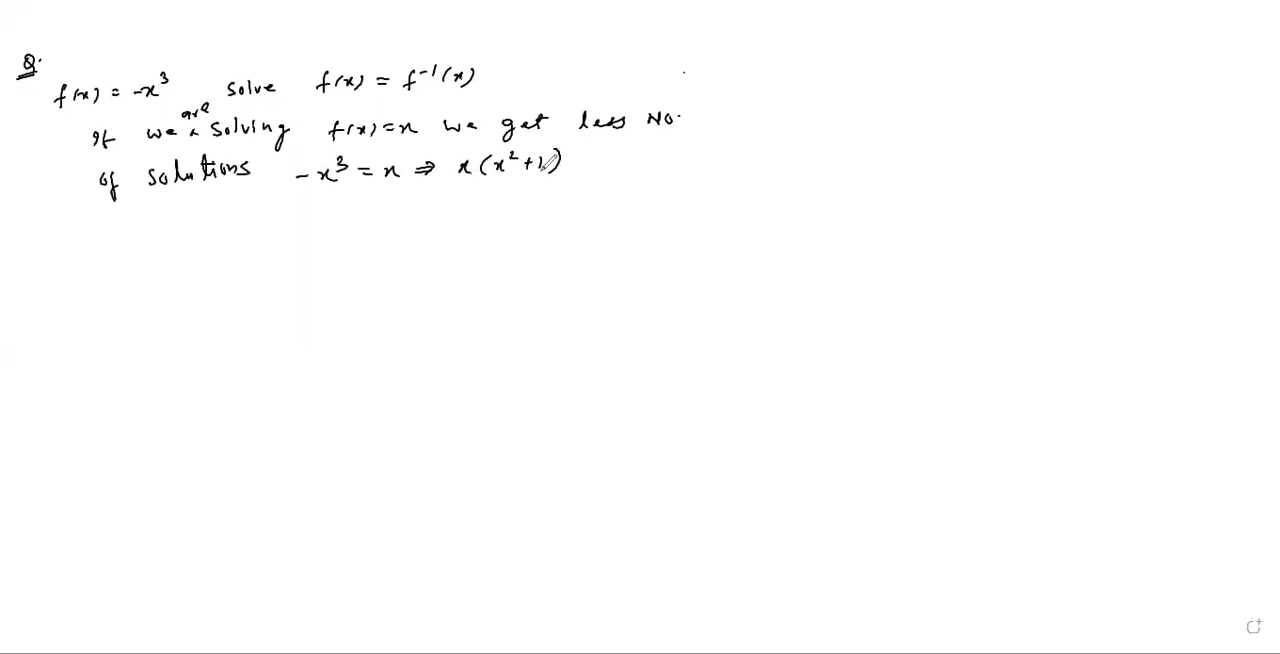 Q.
f(x) = -x³ solve f(x) = f⁻¹(x)
If we are solving f(x) = x we get less No.
of solutions -x³ = x ⇒ x(x²+1)